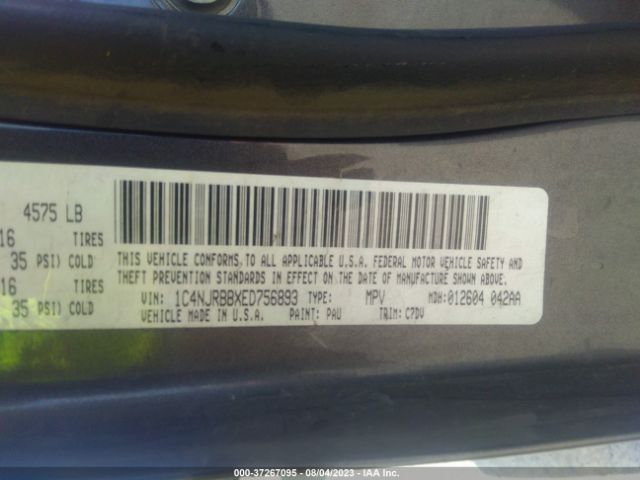 4575 LB
16 TIRES
35 PSI) COLD
16 TIRES
35 PSI) COLD
THIS VEHICLE CONFORMS TO ALL APPLICABLE U.S.A. FEDERAL MOTOR VEHICLE SAFETY AND
THEFT PREVENTION STANDARDS IN EFFECT ON THE DATE OF MANUFACTURE SHOWN ABOVE.
VIN: 1C4NJRBBXED756893 TYPE: MPV MDH: 012604 042AA
VEHICLE MADE IN U.S.A. PAINT: PAU TRIM: C7DV
000-37267095 - 08/04/2023 - IAA Inc.